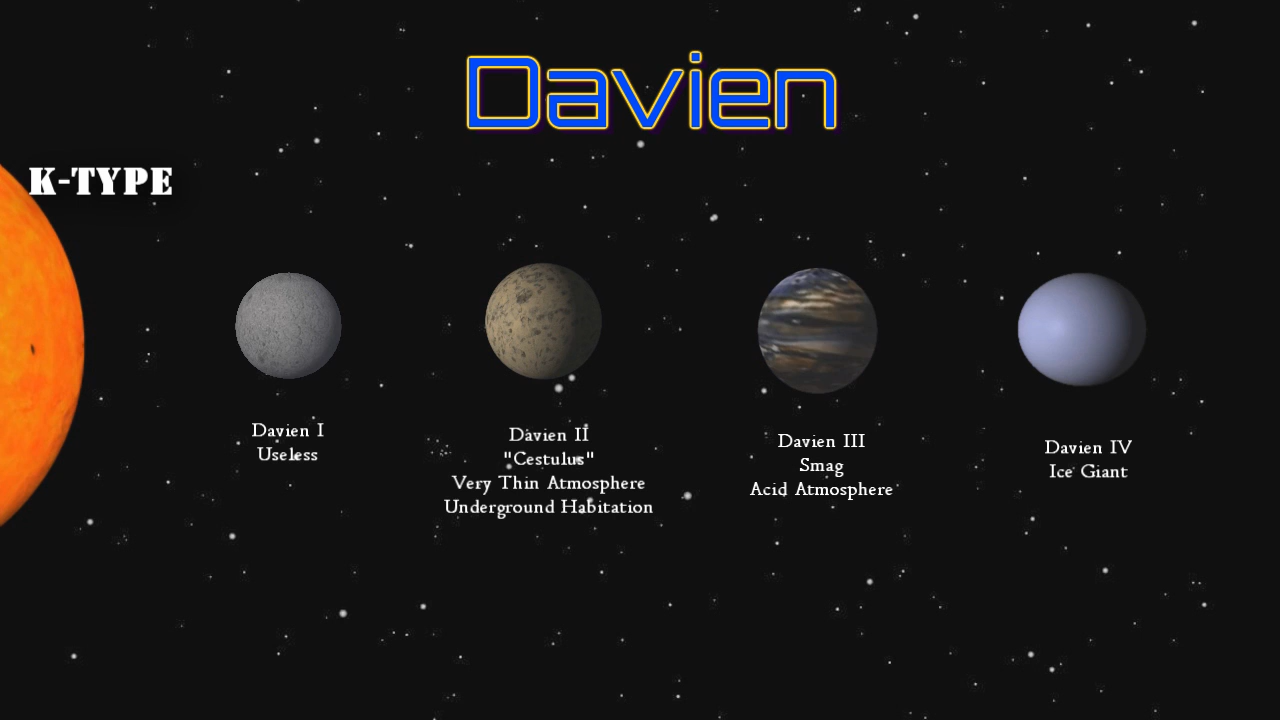 Davien
K-TYPE
Davien I
Useless
Davien II
"Cestulus"
Very Thin Atmosphere
Underground Habitation
Davien III
Smag
Acid Atmosphere
Davien IV
Ice Giant